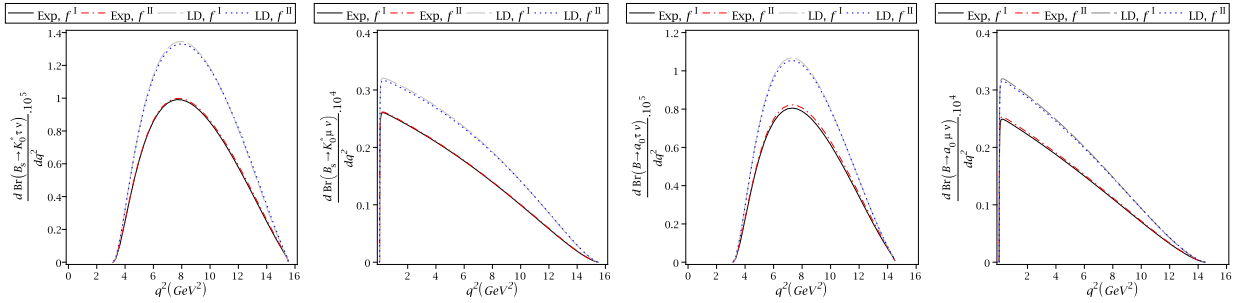 Exp, f I Exp, f II LD, f I LD, f II
d Br(B_s→K_0^* τ ν) / dq^2 .10^5
1.4
1.2
1
0.8
0.6
0.4
0.2
0
0 2 4 6 8 10 12 14 16
q^2(GeV^2)
Exp, f I Exp, f II LD, f I LD, f II
d Br(B_s→K_0^* μ ν) / dq^2 .10^4
0.4
0.3
0.2
0.1
0
2 4 6 8 10 12 14 16
q^2(GeV^2)
Exp, f I Exp, f II LD, f I LD, f II
d Br(B→a_0 τ ν) / dq^2 .10^5
1.2
1
0.8
0.6
0.4
0.2
0
0 2 4 6 8 10 12 14 16
q^2(GeV^2)
Exp, f I Exp, f II LD, f I LD, f II
d Br(B→a_0 μ ν) / dq^2 .10^4
0.4
0.3
0.2
0.1
0
2 4 6 8 10 12 14 16
q^2(GeV^2)